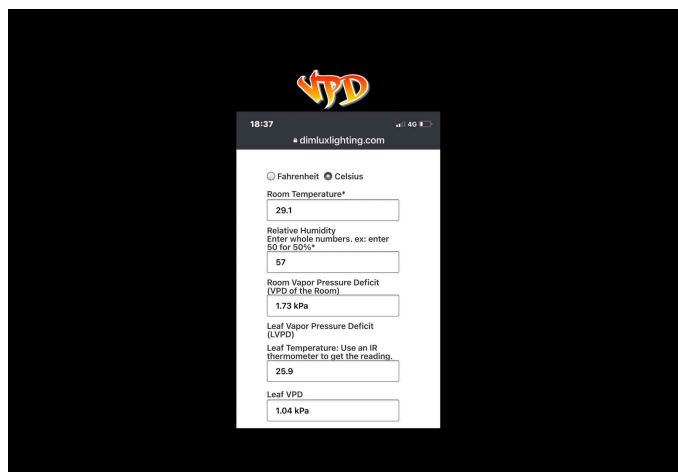 VPD
18:37
4G
dimluxlighting.com
Fahrenheit Celsius
Room Temperature*
29.1
Relative Humidity
Enter whole numbers. ex: enter
50 for 50%*
57
Room Vapor Pressure Deficit
(VPD of the Room)
1.73 kPa
Leaf Vapor Pressure Deficit
(LVPD)
Leaf Temperature: Use an IR
thermometer to get the reading.
25.9
Leaf VPD
1.04 kPa